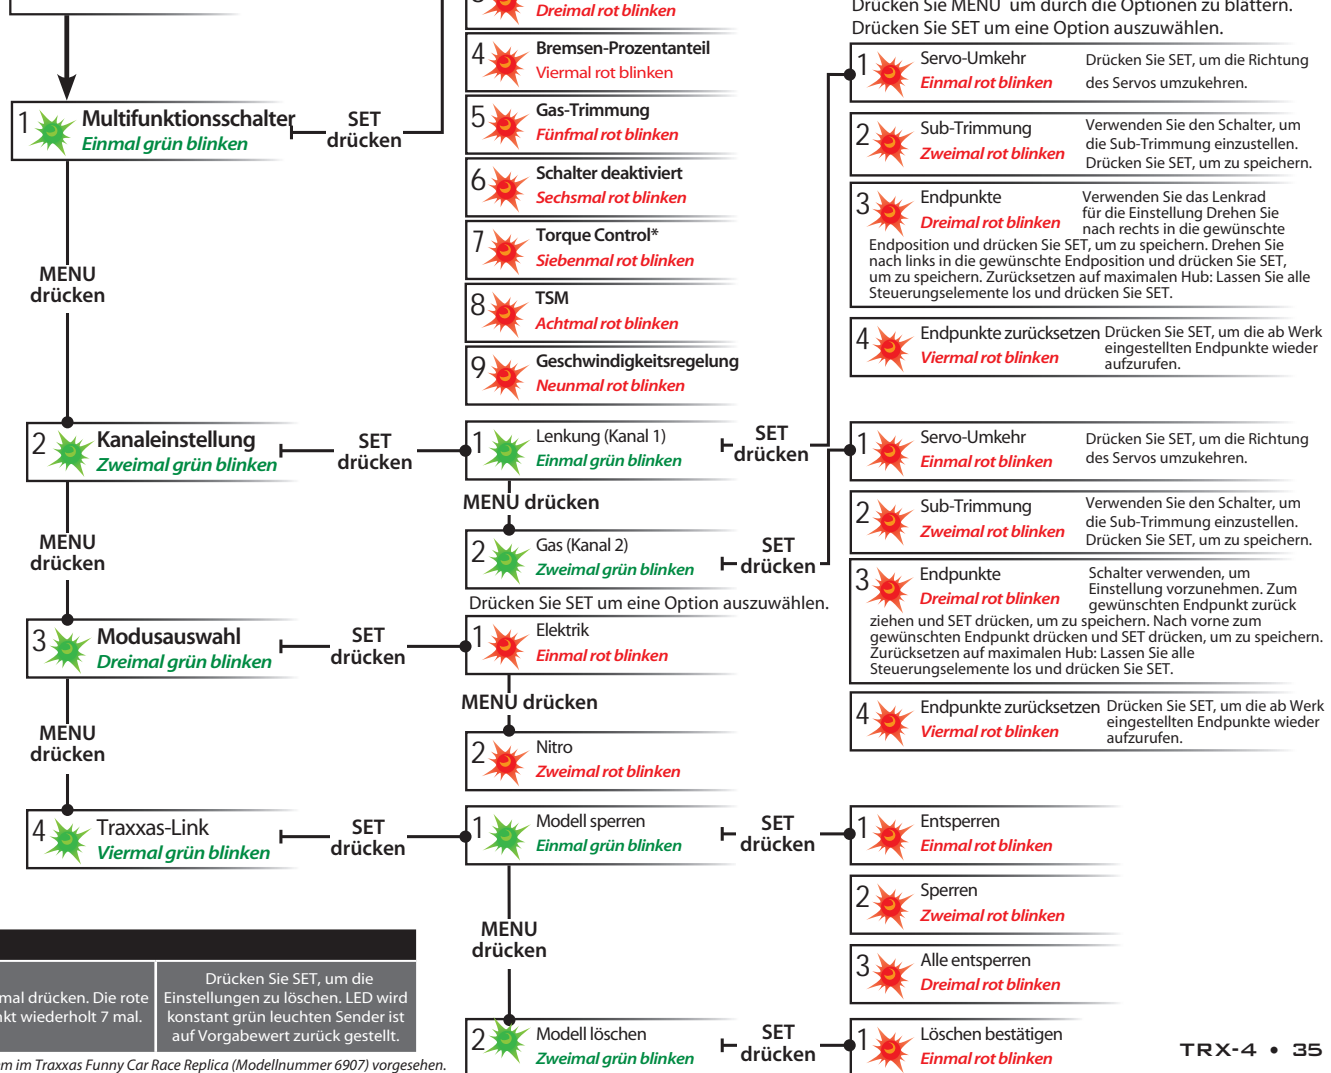 1
Multifunktionsschalter
Einmal grün blinken
SET
drücken
MENU
drücken
2
Kanaleinstellung
Zweimal grün blinken
SET
drücken
MENU
drücken
3
Modusauswahl
Dreimal grün blinken
SET
drücken
MENU
drücken
4
Traxxas-Link
Viermal grün blinken
SET
drücken
Dreimal rot blinken
4
Bremsen-Prozentanteil
Viermal rot blinken
5
Gas-Trimmung
Fünfmal rot blinken
6
Schalter deaktiviert
Sechsmal rot blinken
7
Torque Control*
Siebenmal rot blinken
8
TSM
Achtmal rot blinken
9
Geschwindigkeitsregelung
Neunmal rot blinken
1
Lenkung (Kanal 1)
Einmal grün blinken
SET
drücken
MENU drücken
2
Gas (Kanal 2)
Zweimal grün blinken
SET
drücken
Drücken Sie SET um eine Option auszuwählen.
1
Elektrik
Einmal rot blinken
MENU drücken
2
Nitro
Zweimal rot blinken
1
Modell sperren
Einmal grün blinken
SET
drücken
MENU
drücken
2
Modell löschen
Zweimal grün blinken
SET
drücken
Drücken Sie MENU um durch die Optionen zu blättern.
Drücken Sie SET um eine Option auszuwählen.
1
Servo-Umkehr
Einmal rot blinken
Drücken Sie SET, um die Richtung
des Servos umzukehren.
2
Sub-Trimmung
Zweimal rot blinken
Verwenden Sie den Schalter, um
die Sub-Trimmung einzustellen.
Drücken Sie SET, um zu speichern.
3
Endpunkte
Dreimal rot blinken
Verwenden Sie das Lenkrad
für die Einstellung Drehen Sie
nach rechts in die gewünschte
Endposition und drücken Sie SET, um zu speichern. Drehen Sie
nach links in die gewünschte Endposition und drücken Sie SET,
um zu speichern. Zurücksetzen auf maximalen Hub: Lassen Sie alle
Steuerungselemente los und drücken Sie SET.
4
Endpunkte zurücksetzen
Viermal rot blinken
Drücken Sie SET, um die ab Werk
eingestellten Endpunkte wieder
aufzurufen.
1
Servo-Umkehr
Einmal rot blinken
Drücken Sie SET, um die Richtung
des Servos umzukehren.
2
Sub-Trimmung
Zweimal rot blinken
Verwenden Sie den Schalter, um
die Sub-Trimmung einzustellen.
Drücken Sie SET, um zu speichern.
3
Endpunkte
Dreimal rot blinken
Schalter verwenden, um
Einstellung vorzunehmen. Zum
gewünschten Endpunkt zurück
ziehen und SET drücken, um zu speichern. Nach vorne zum
gewünschten Endpunkt drücken und SET drücken, um zu speichern.
Zurücksetzen auf maximalen Hub: Lassen Sie alle
Steuerungselemente los und drücken Sie SET.
4
Endpunkte zurücksetzen
Viermal rot blinken
Drücken Sie SET, um die ab Werk
eingestellten Endpunkte wieder
aufzurufen.
1
Entsperren
Einmal rot blinken
2
Sperren
Zweimal rot blinken
3
Alle entsperren
Dreimal rot blinken
1
Löschen bestätigen
Einmal rot blinken
mal drücken. Die rote
nkt wiederholt 7 mal.
Drücken Sie SET, um die
Einstellungen zu löschen. LED wird
konstant grün leuchten Sender ist
auf Vorgabewert zurück gestellt.
m im Traxxas Funny Car Race Replica (Modellnummer 6907) vorgesehen.
TRX-4 • 35